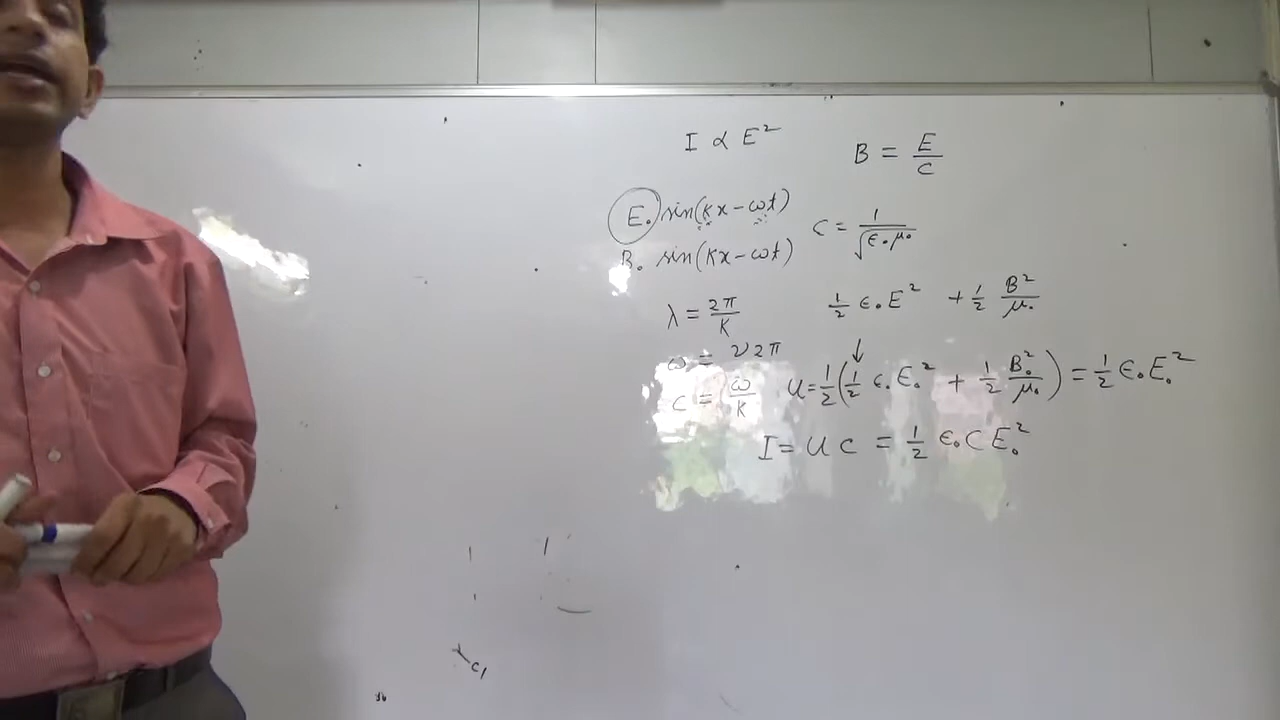 I ∝ E²
B = E/C
E₀ sin(kx − ωt)
C = 1/√(ϵ₀μ₀)
B₀ sin(kx − ωt)
λ = 2π/k
½ ϵ₀E² + ½ B²/μ₀
ω = ν2π
C = ω/k
U = ½(½ ϵ₀E₀² + ½ B₀²/μ₀) = ½ ϵ₀E₀²
I = UC = ½ ϵ₀CE₀²
C₁